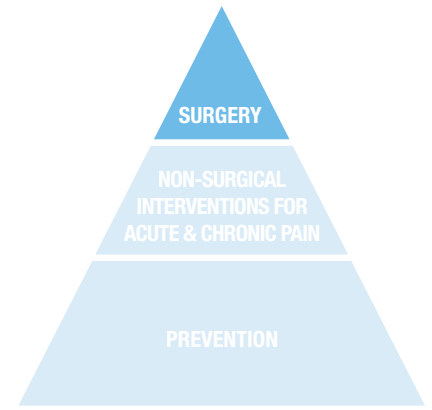 SURGERY
NON-SURGICAL
INTERVENTIONS FOR
ACUTE & CHRONIC PAIN
PREVENTION